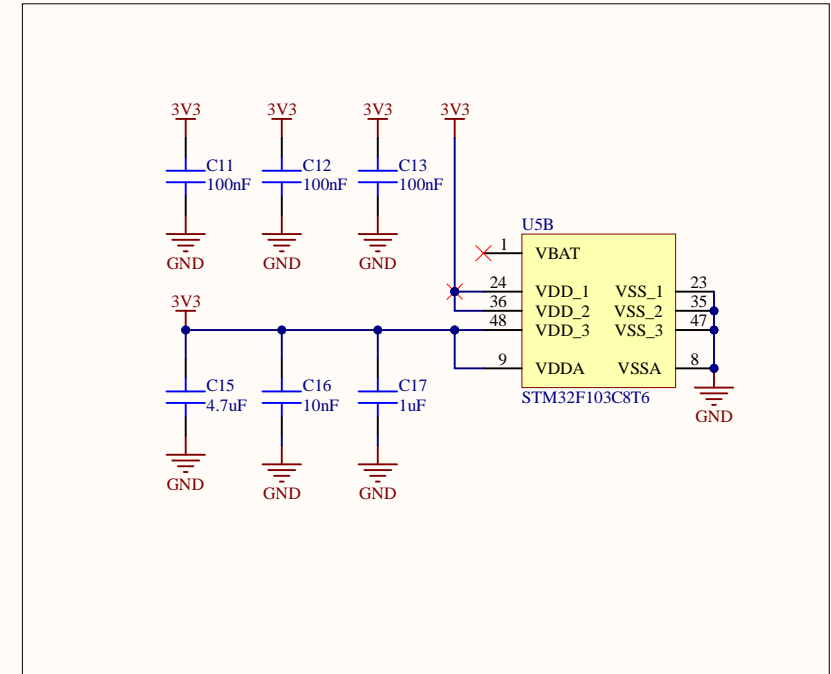 3V3 3V3 3V3 3V3
C11 C12 C13
100nF 100nF 100nF
GND GND GND
U5B
1 VBAT
24 VDD_1 VSS_1 23
36 VDD_2 VSS_2 35
48 VDD_3 VSS_3 47
9 VDDA VSSA 8
STM32F103C8T6
GND
3V3
C15 C16 C17
4.7uF 10nF 1uF
GND GND GND